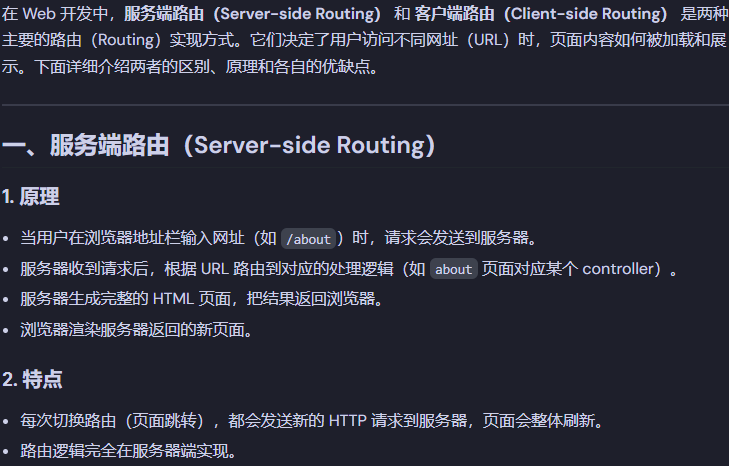 在 Web 开发中，服务端路由（Server-side Routing） 和 客户端路由（Client-side Routing） 是两种
主要的路由（Routing）实现方式。它们决定了用户访问不同网址（URL）时，页面内容如何被加载和展
示。下面详细介绍两者的区别、原理和各自的优缺点。
一、服务端路由（Server-side Routing）
1. 原理
• 当用户在浏览器地址栏输入网址（如 /about）时，请求会发送到服务器。
• 服务器收到请求后，根据 URL 路由到对应的处理逻辑（如 about 页面对应某个 controller）。
• 服务器生成完整的 HTML 页面，把结果返回浏览器。
• 浏览器渲染服务器返回的新页面。
2. 特点
• 每次切换路由（页面跳转），都会发送新的 HTTP 请求到服务器，页面会整体刷新。
• 路由逻辑完全在服务器端实现。